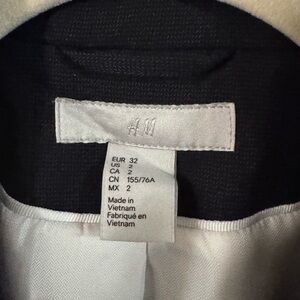 H M
EUR 32
US 2
CA 2
CN 155/76A
MX 2
Made in
Vietnam
Fabriqué en
Vietnam